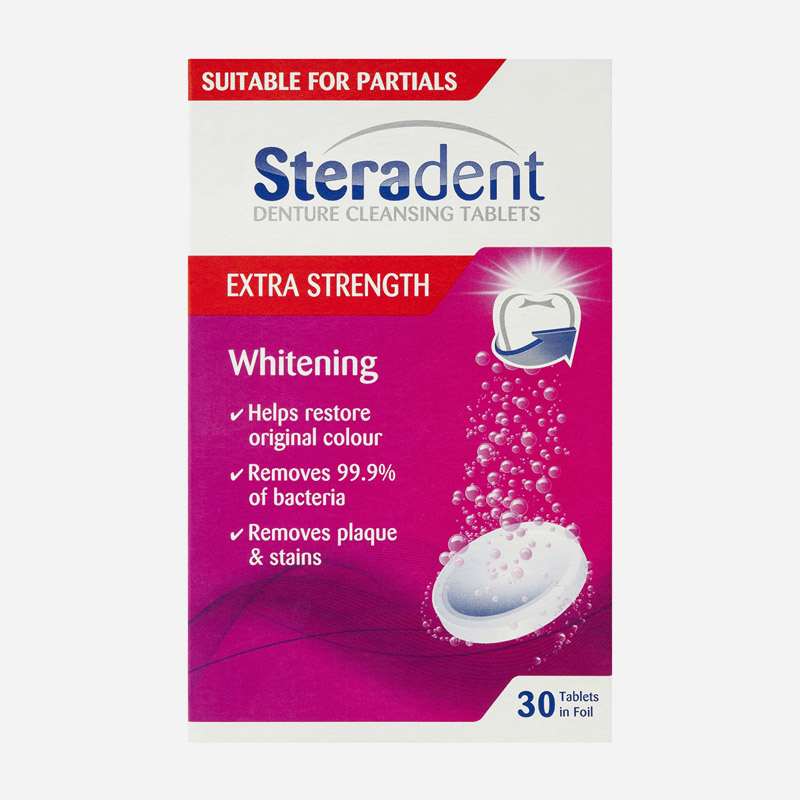 SUITABLE FOR PARTIALS
Steradent
DENTURE CLEANSING TABLETS
EXTRA STRENGTH
Whitening
✓ Helps restore
original colour
✓ Removes 99.9%
of bacteria
✓ Removes plaque
& stains
30 Tablets
in Foil